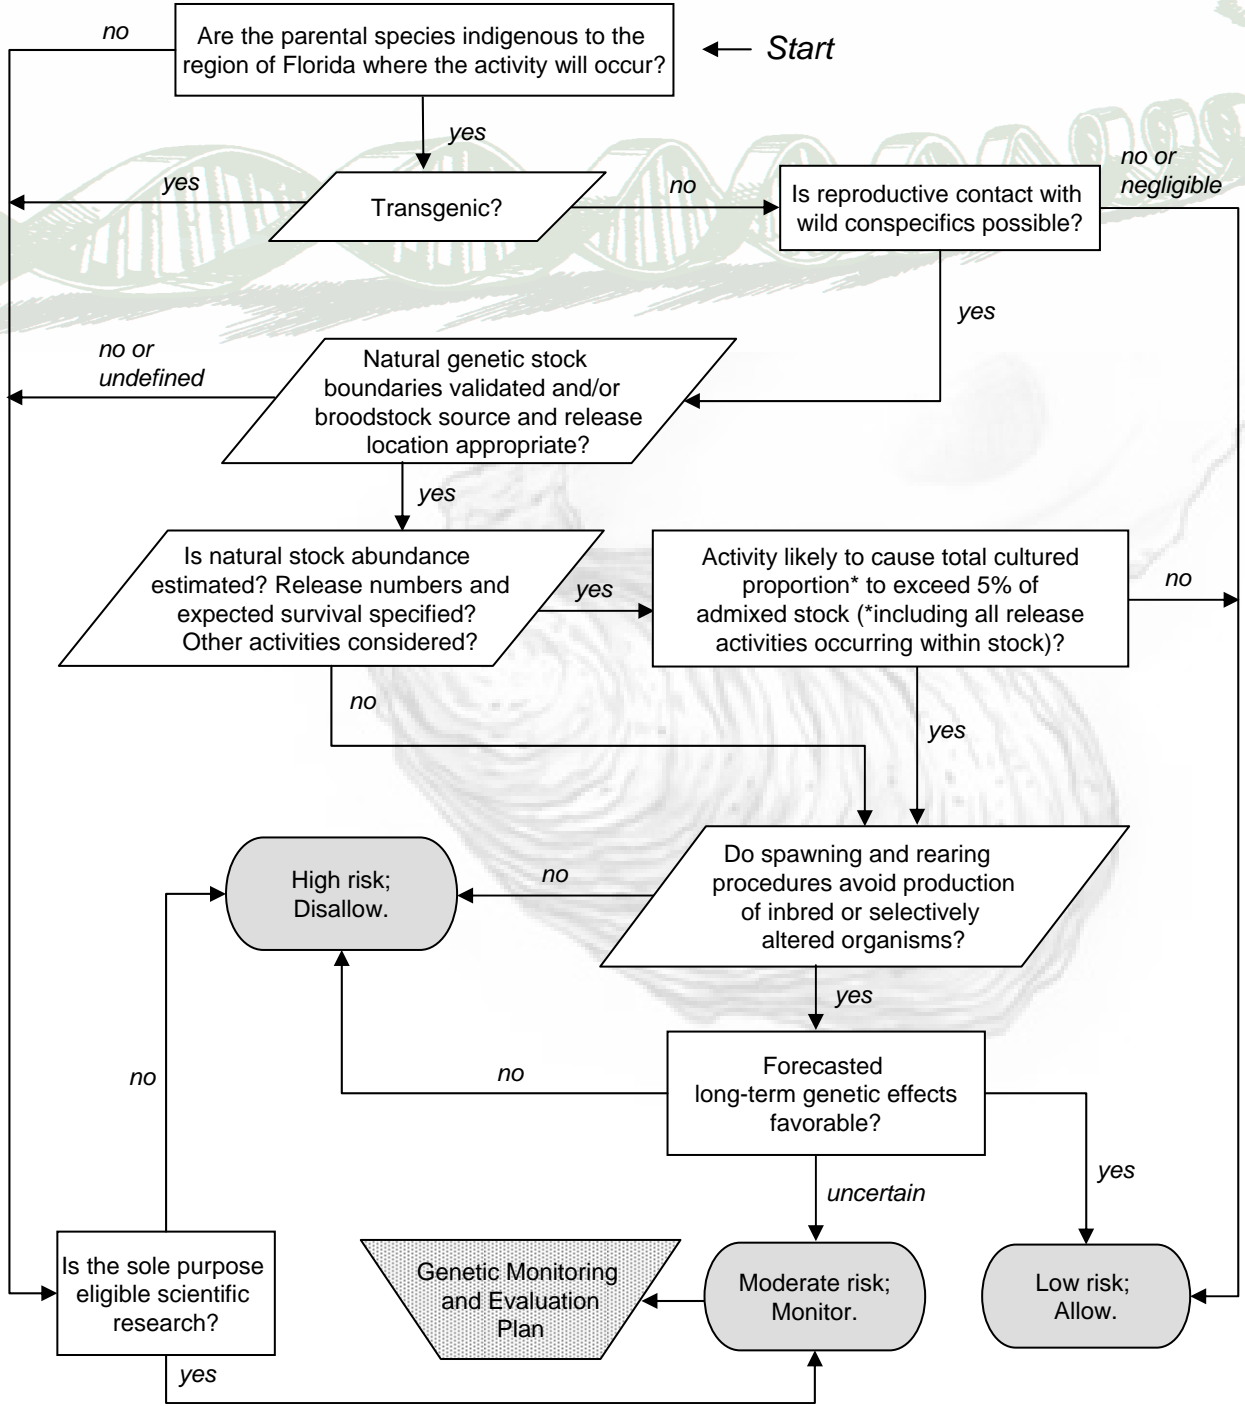 no
Are the parental species indigenous to the
region of Florida where the activity will occur?
Start
yes
yes
Transgenic?
no
Is reproductive contact with
wild conspecifics possible?
no or
negligible
yes
no or
undefined
Natural genetic stock
boundaries validated and/or
broodstock source and release
location appropriate?
yes
Is natural stock abundance
estimated? Release numbers and
expected survival specified?
Other activities considered?
yes
Activity likely to cause total cultured
proportion* to exceed 5% of
admixed stock (*including all release
activities occurring within stock)?
no
no
yes
High risk;
Disallow.
no
Do spawning and rearing
procedures avoid production
of inbred or selectively
altered organisms?
yes
no
no
Forecasted
long-term genetic effects
favorable?
uncertain
yes
Is the sole purpose
eligible scientific
research?
Genetic Monitoring
and Evaluation
Plan
Moderate risk;
Monitor.
Low risk;
Allow.
yes